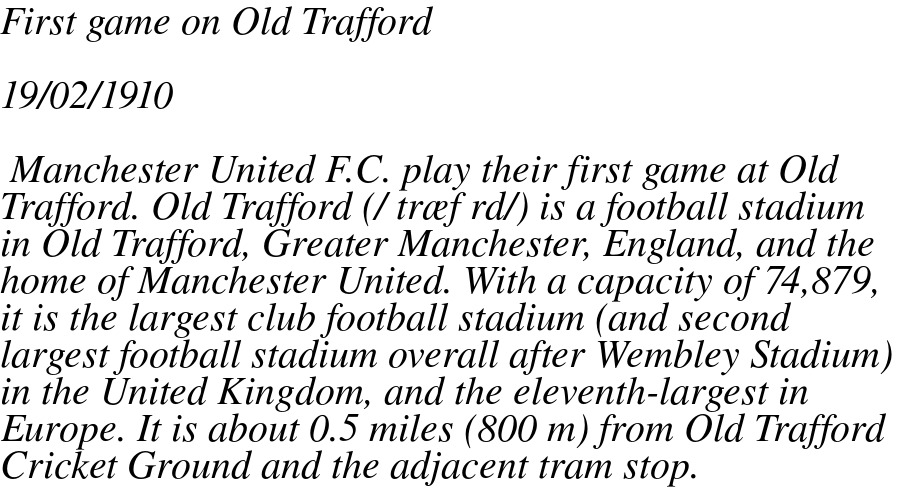 First game on Old Trafford
19/02/1910
Manchester United F.C. play their first game at Old
Trafford. Old Trafford (/ træf rd/) is a football stadium
in Old Trafford, Greater Manchester, England, and the
home of Manchester United. With a capacity of 74,879,
it is the largest club football stadium (and second
largest football stadium overall after Wembley Stadium)
in the United Kingdom, and the eleventh-largest in
Europe. It is about 0.5 miles (800 m) from Old Trafford
Cricket Ground and the adjacent tram stop.